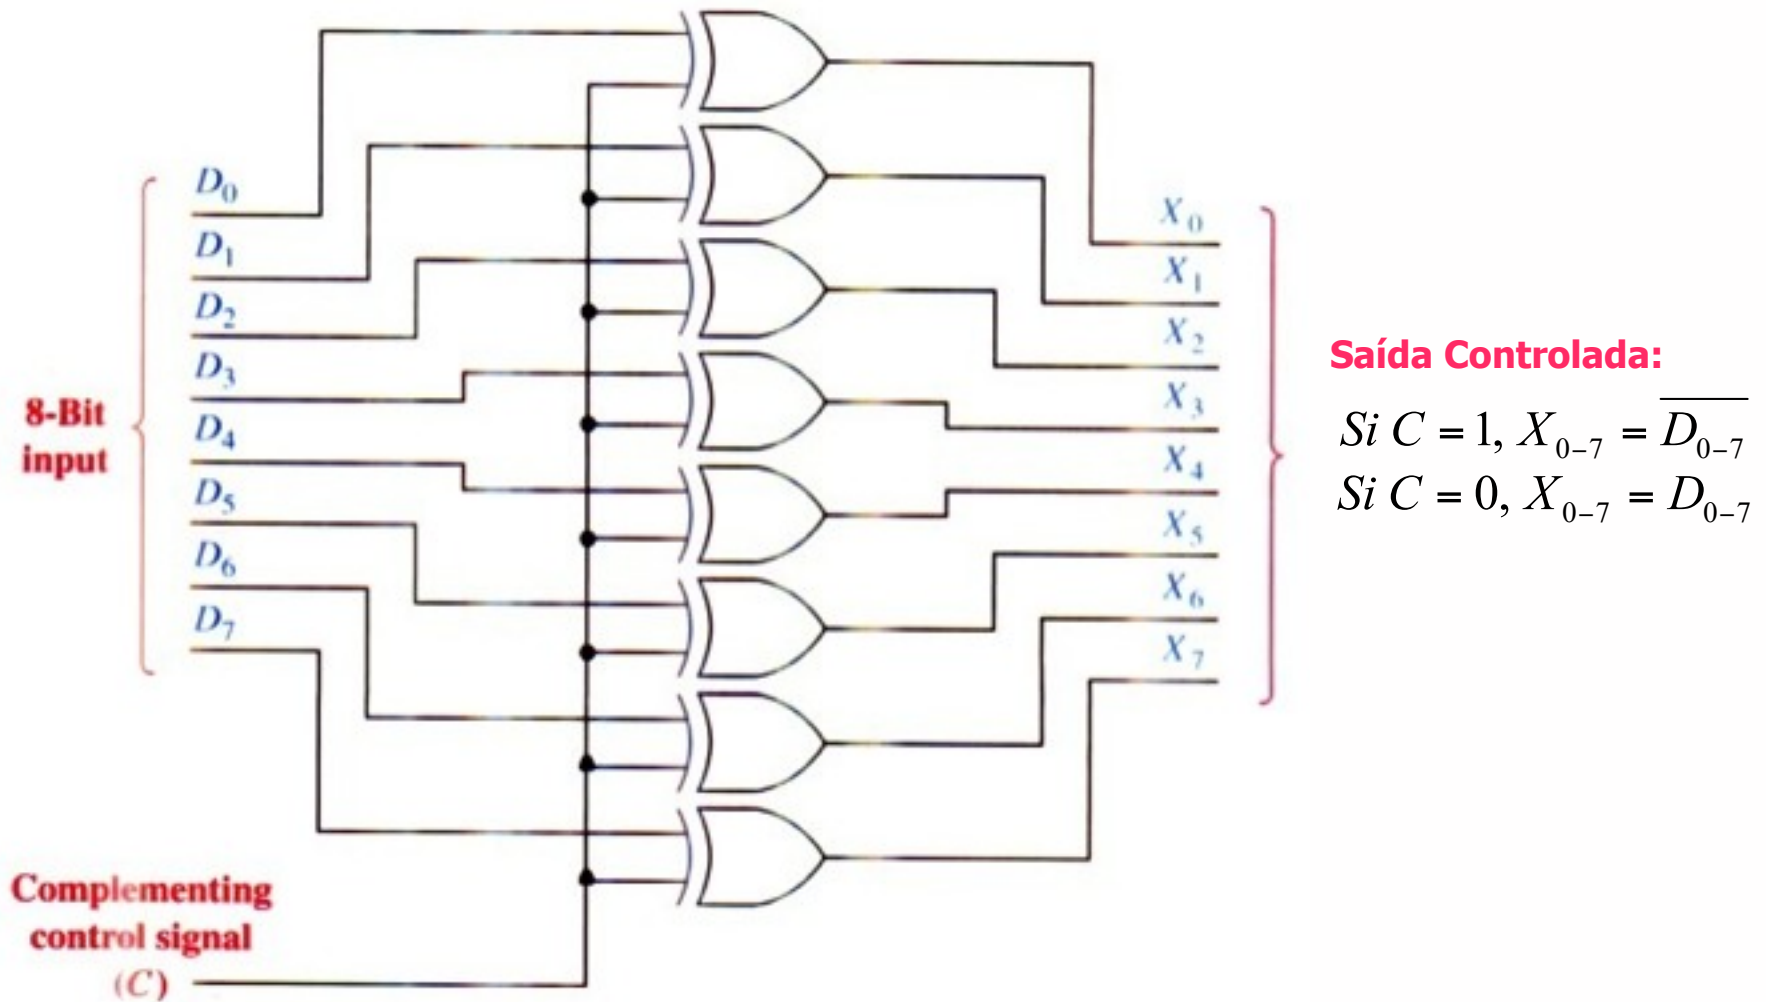 D₀
D₁
D₂
D₃
D₄
D₅
D₆
D₇
8-Bit
input
Complementing
control signal
(C)
X₀
X₁
X₂
X₃
X₄
X₅
X₆
X₇
Saída Controlada:
Si C = 1, X₀₋₇ = D̅₀₋₇
Si C = 0, X₀₋₇ = D₀₋₇